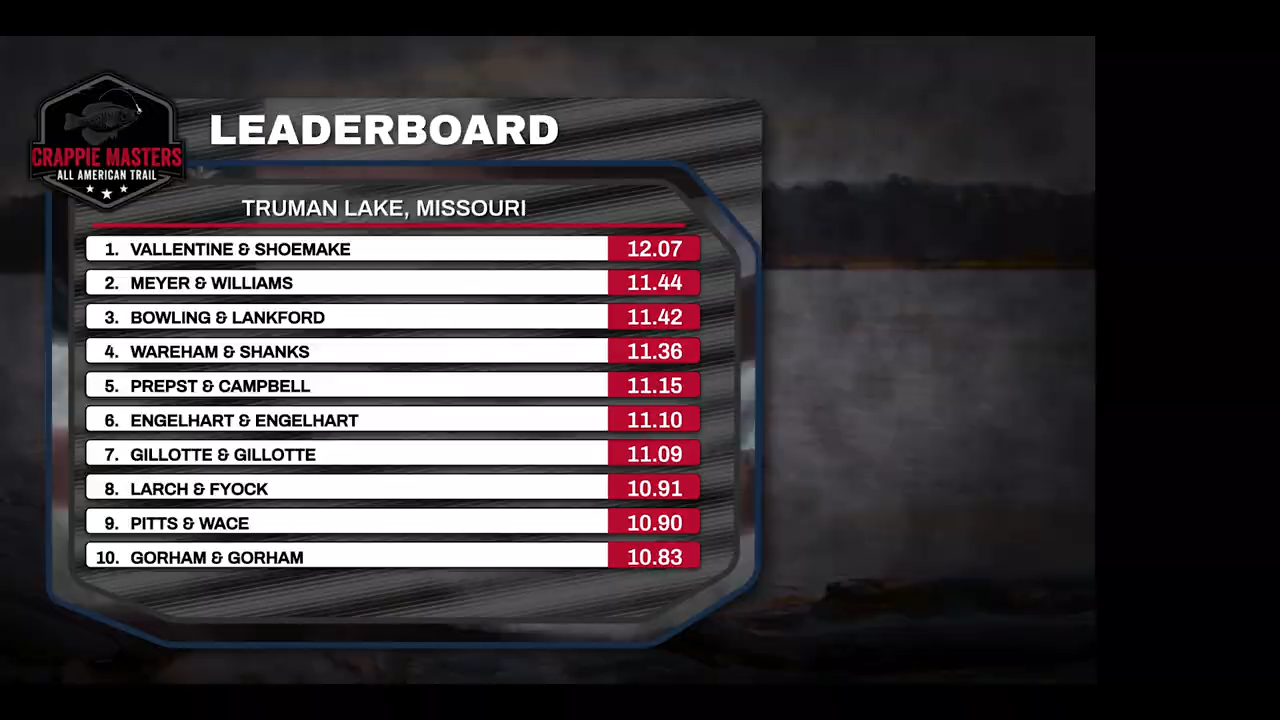 CRAPPIE MASTERS
ALL AMERICAN TRAIL
LEADERBOARD
TRUMAN LAKE, MISSOURI
1. VALLENTINE & SHOEMAKE 12.07
2. MEYER & WILLIAMS 11.44
3. BOWLING & LANKFORD 11.42
4. WAREHAM & SHANKS 11.36
5. PREPST & CAMPBELL 11.15
6. ENGELHART & ENGELHART 11.10
7. GILLOTTE & GILLOTTE 11.09
8. LARCH & FYOCK 10.91
9. PITTS & WACE 10.90
10. GORHAM & GORHAM 10.83